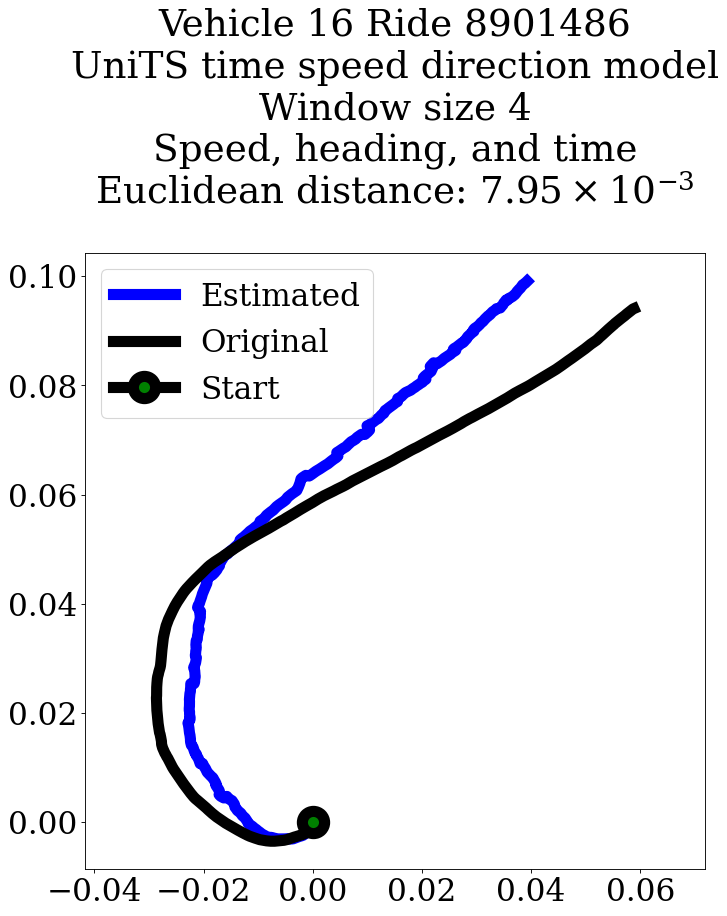 Vehicle 16 Ride 8901486
UniTS time speed direction model
Window size 4
Speed, heading, and time
Euclidean distance: 7.95 × 10⁻³
Estimated
Original
Start
0.10
0.08
0.06
0.04
0.02
0.00
−0.04 −0.02 0.00 0.02 0.04 0.06